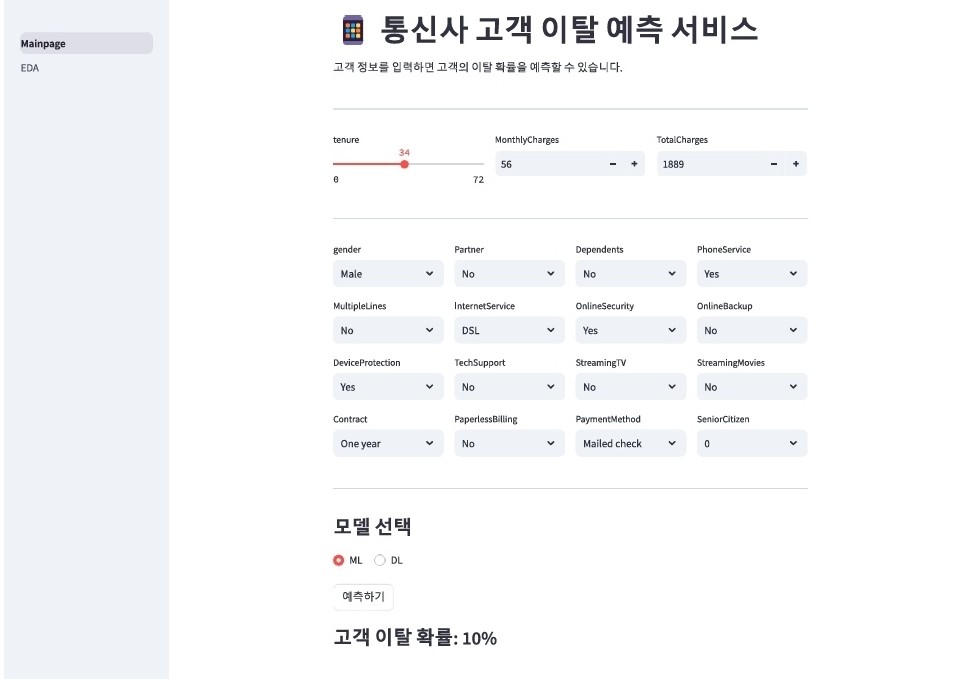 Mainpage
EDA
통신사 고객 이탈 예측 서비스
고객 정보를 입력하면 고객의 이탈 확률을 예측할 수 있습니다.
tenure MonthlyCharges TotalCharges
34
56 - + 1889 - +
0 72
gender Partner Dependents PhoneService
Male No No Yes
MultipleLines InternetService OnlineSecurity OnlineBackup
No DSL Yes No
DeviceProtection TechSupport StreamingTV StreamingMovies
Yes No No No
Contract PaperlessBilling PaymentMethod SeniorCitizen
One year No Mailed check 0
모델 선택
ML DL
예측하기
고객 이탈 확률: 10%